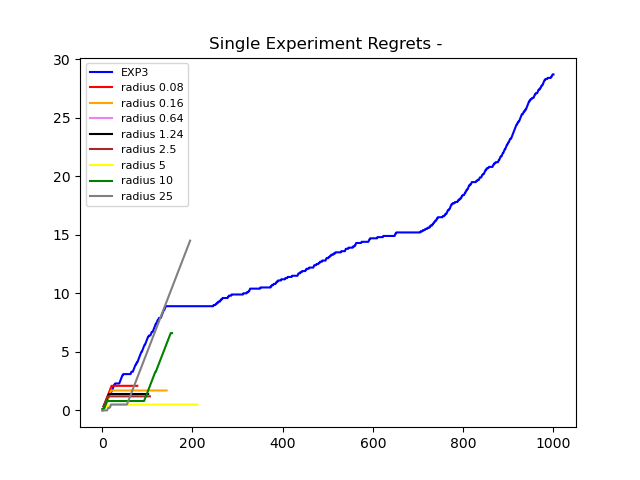 Single Experiment Regrets -
30
25
20
15
10
5
0
EXP3
radius 0.08
radius 0.16
radius 0.64
radius 1.24
radius 2.5
radius 5
radius 10
radius 25
0 200 400 600 800 1000